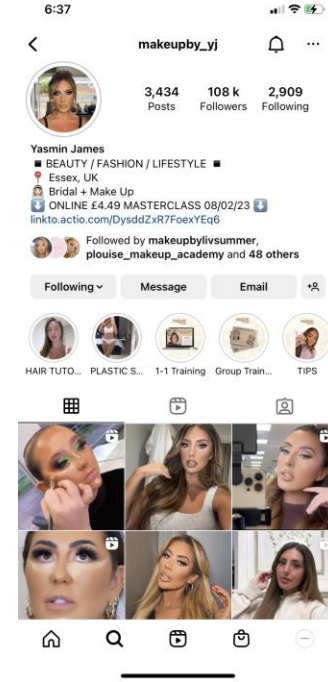 6:37
makeupby_yj
3,434
108 k
2,909
Posts
Followers
Following
Yasmin James
◾ BEAUTY / FASHION / LIFESTYLE ◾
📍 Essex, UK
👰 Bridal + Make Up
⬇️ ONLINE £4.49 MASTERCLASS 08/02/23 ⬇️
linkto.actio.com/DysddZxR7FoexYEq6
Followed by makeupbylivsummer,
plouise_makeup_academy and 48 others
Following
Message
Email
HAIR TUTO...
PLASTIC S...
1-1 Training
Group Train...
TIPS